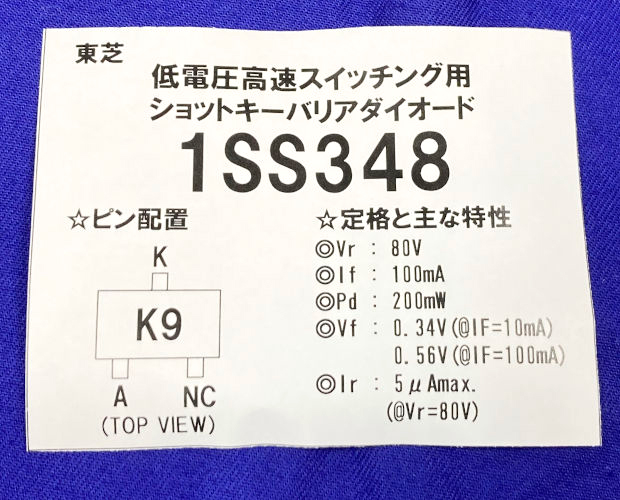 東芝
低電圧高速スイッチング用
ショットキーバリアダイオード
1SS348
☆ピン配置
K
K9
A NC
(TOP VIEW)
☆定格と主な特性
◎Vr : 80V
◎If : 100mA
◎Pd : 200mW
◎Vf : 0.34V(@IF=10mA)
0.56V(@IF=100mA)
◎Ir : 5μAmax.
(@Vr=80V)